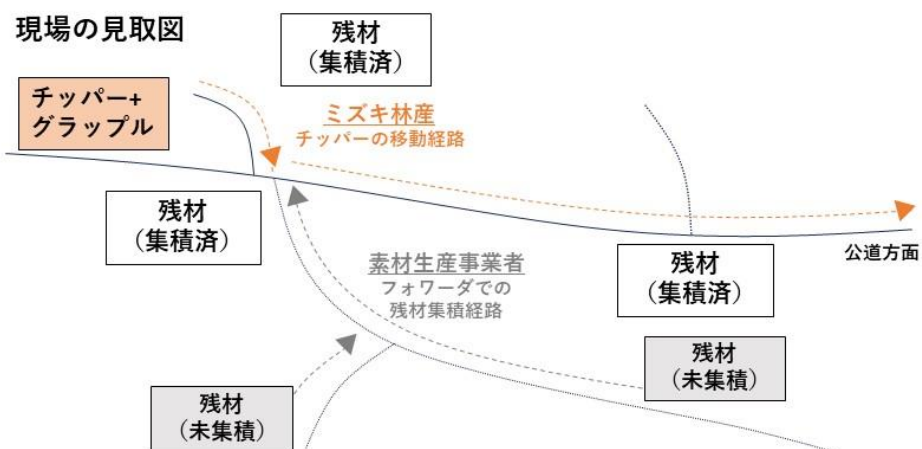 現場の見取図
残材
（集積済）
チッパー+
グラップル
ミズキ林産
チッパーの移動経路
残材
（集積済）
公道方面
素材生産事業者
フォワーダでの
残材集積経路
残材
（集積済）
残材
（未集積）
残材
（未集積）